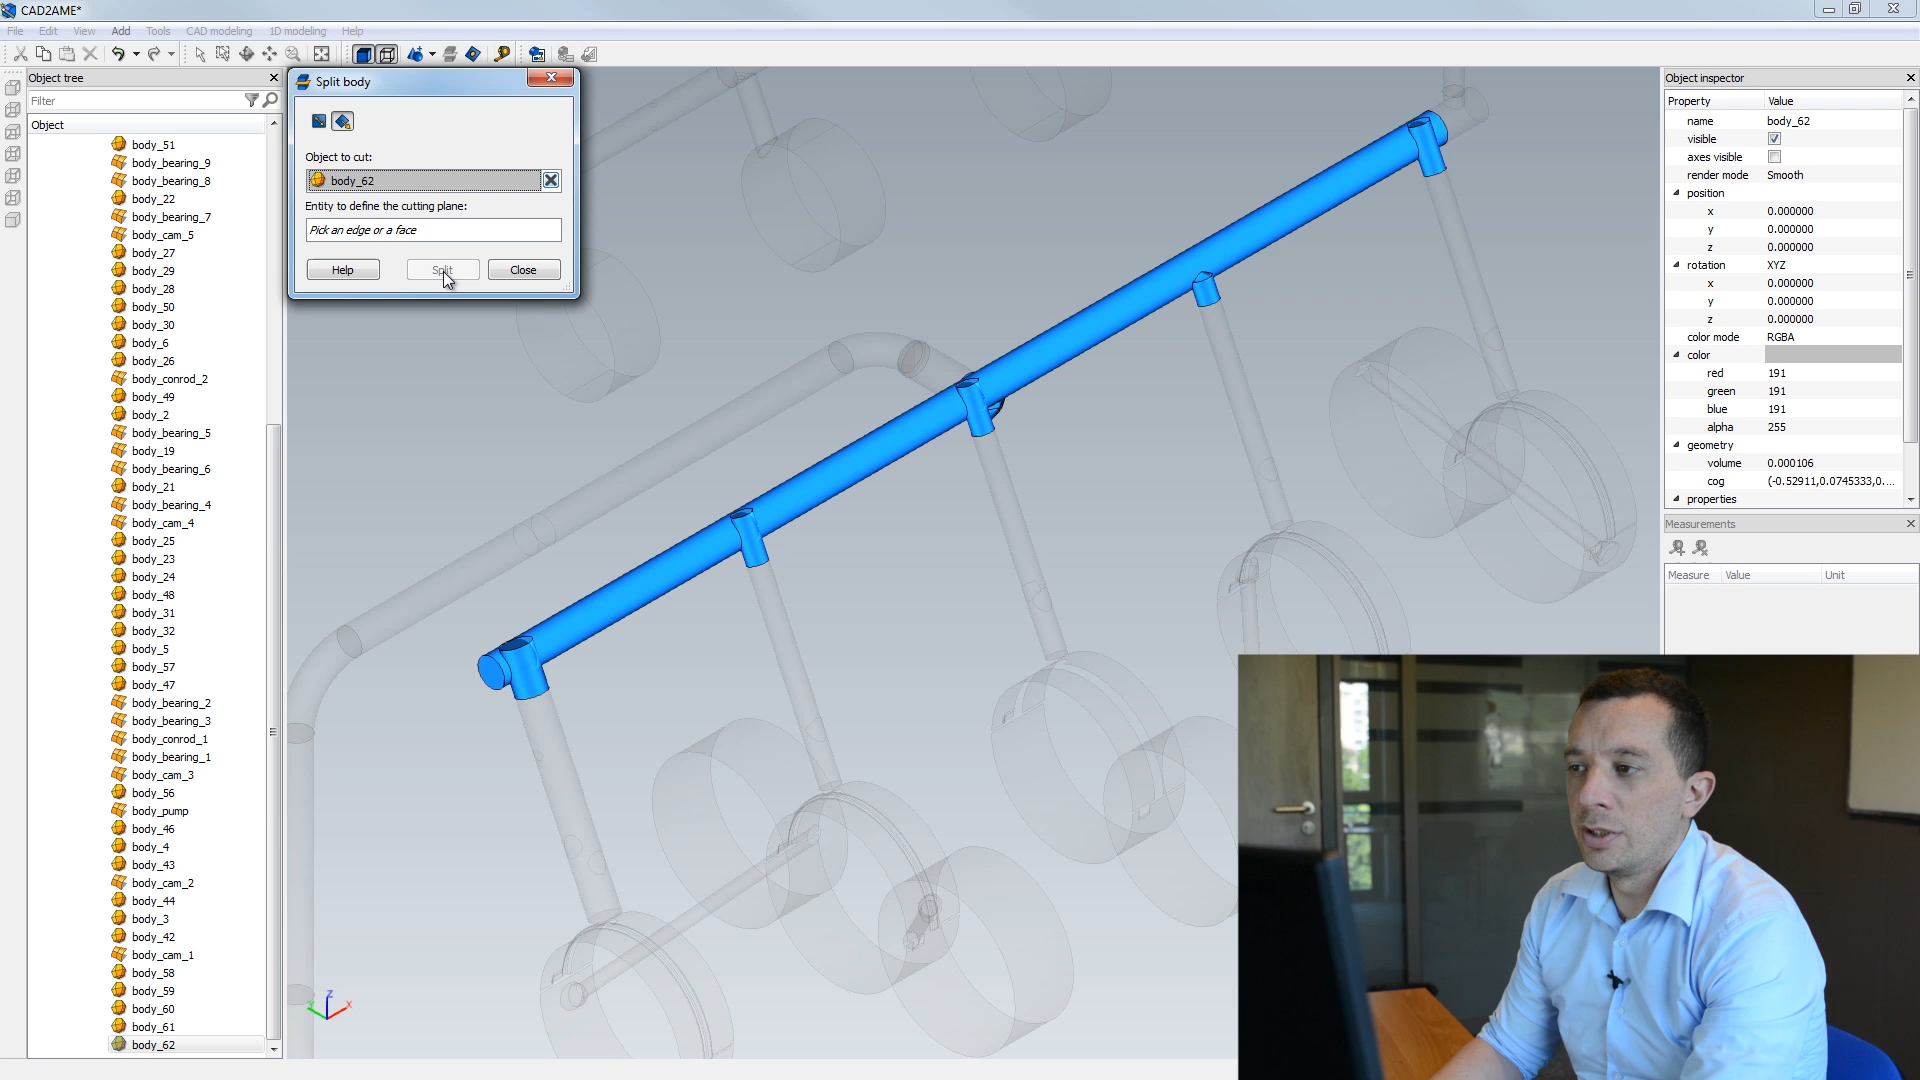 CAD2AME*
File Edit View Add Tools CAD modeling 1D modeling Help
Object tree
Filter
Object
body_51
body_bearing_9
body_bearing_8
body_22
body_bearing_7
body_cam_5
body_27
body_29
body_28
body_50
body_30
body_6
body_26
body_conrod_2
body_49
body_2
body_bearing_5
body_19
body_bearing_6
body_21
body_bearing_4
body_cam_4
body_25
body_23
body_24
body_48
body_31
body_32
body_5
body_57
body_47
body_bearing_2
body_bearing_3
body_conrod_1
body_bearing_1
body_cam_3
body_56
body_pump
body_46
body_4
body_43
body_cam_2
body_44
body_3
body_42
body_cam_1
body_58
body_59
body_60
body_61
body_62
Split body
Object to cut:
body_62
Entity to define the cutting plane:
Pick an edge or a face
Help Split Close
Z
Y X
Object inspector
Property Value
name body_62
visible
axes visible
render mode Smooth
position
x 0.000000
y 0.000000
z 0.000000
rotation XYZ
x 0.000000
y 0.000000
z 0.000000
color mode RGBA
color
red 191
green 191
blue 191
alpha 255
geometry
volume 0.000106
cog (-0.52911,0.0745333,0....
properties
Measurements
Measure Value Unit